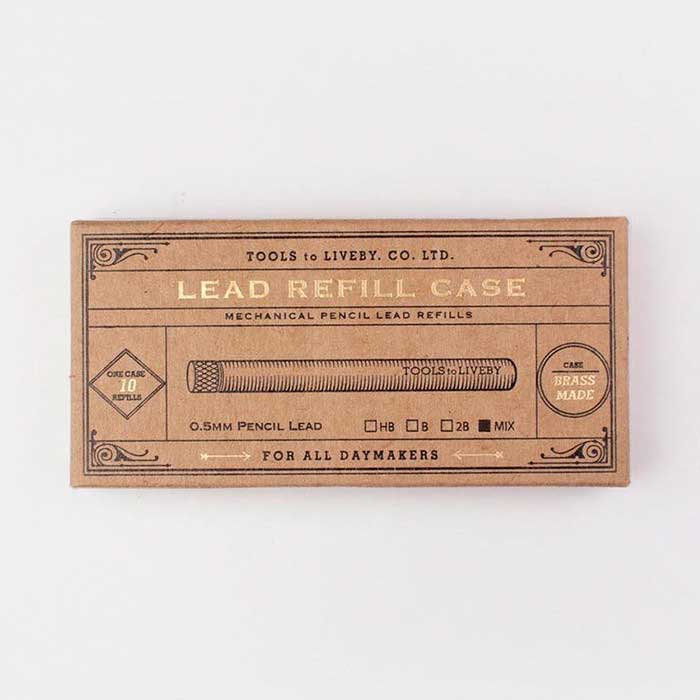 TOOLS to LIVEBY. CO. LTD.
LEAD REFILL CASE
MECHANICAL PENCIL LEAD REFILLS
ONE CASE
10
REFILLS
TOOLS to LIVEBY
CASE
BRASS
MADE
0.5MM PENCIL LEAD
HB B 2B MIX
FOR ALL DAYMAKERS